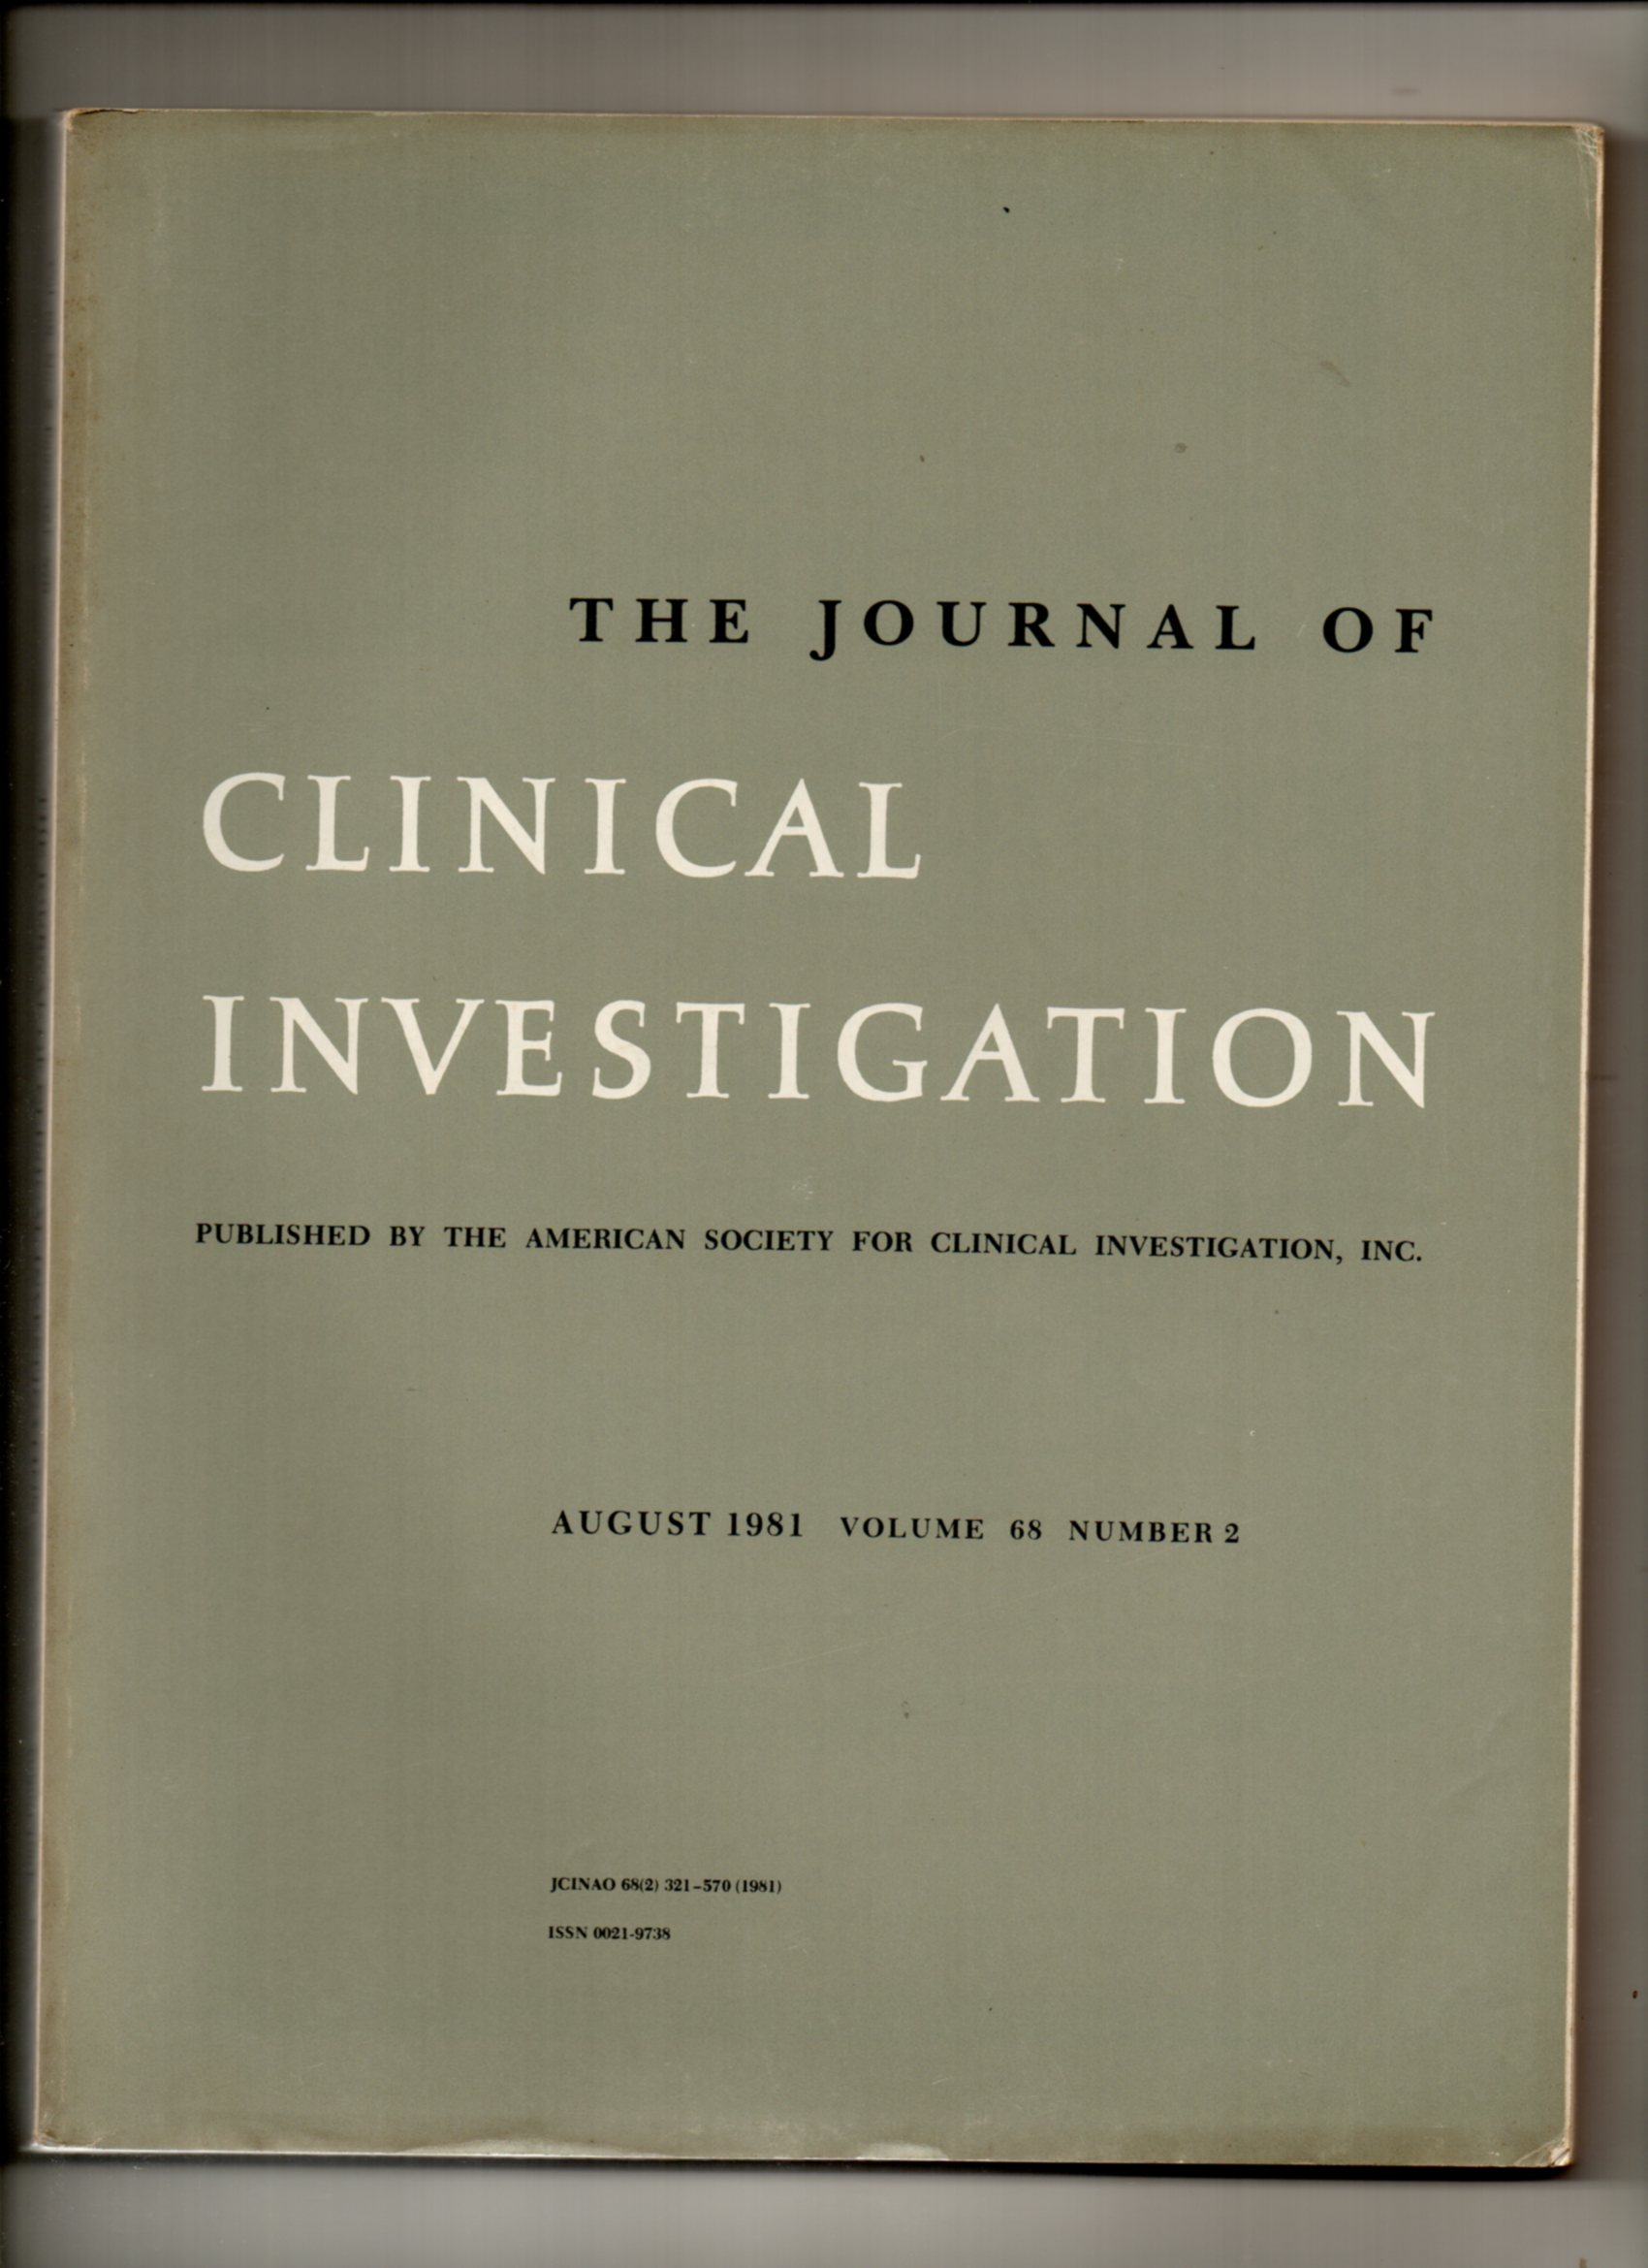 THE JOURNAL OF
CLINICAL
INVESTIGATION
PUBLISHED BY THE AMERICAN SOCIETY FOR CLINICAL INVESTIGATION, INC.
AUGUST 1981 VOLUME 68 NUMBER 2
JCINAO 68(2) 321–570 (1981)
ISSN 0021-9738